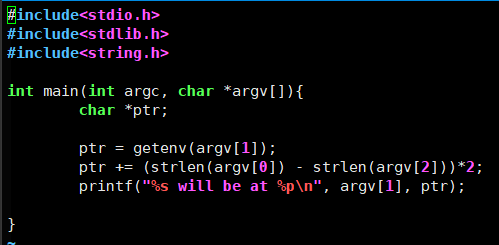 #include<stdio.h>
#include<stdlib.h>
#include<string.h>
int main(int argc, char *argv[]){
char *ptr;
ptr = getenv(argv[1]);
ptr += (strlen(argv[0]) - strlen(argv[2]))*2;
printf("%s will be at %p\n", argv[1], ptr);
}
~